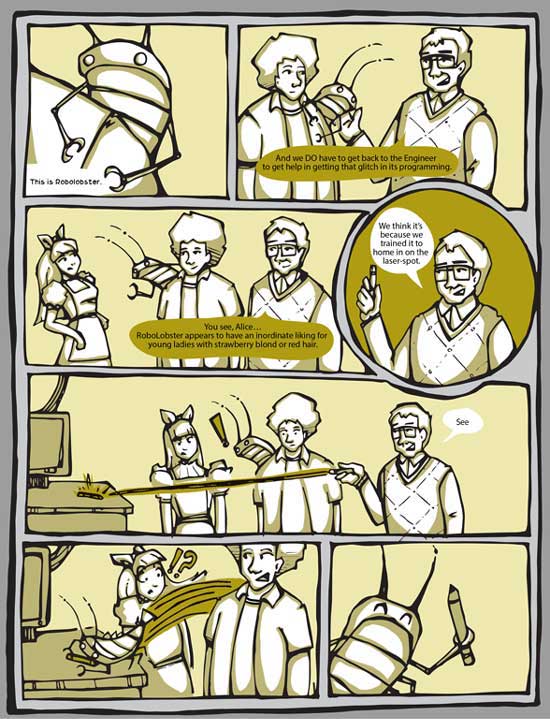 This is Robolobster.
And we DO have to get back to the Engineer
to get help in getting that glitch in its programming.
You see, Alice...
RoboLobster appears to have an inordinate liking for
young ladies with strawberry blond or red hair.
We think it's
because we
trained it to
home in on the
laser-spot.
!
See
!?